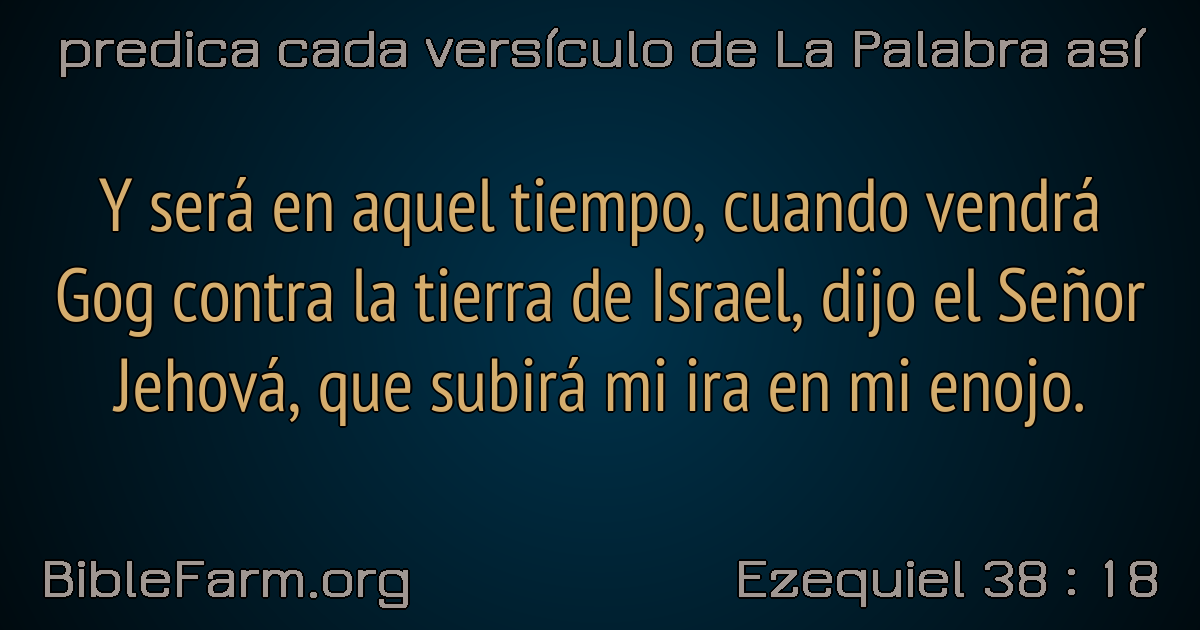 predica cada versículo de La Palabra así
Y será en aquel tiempo, cuando vendrá
Gog contra la tierra de Israel, dijo el Señor
Jehová, que subirá mi ira en mi enojo.
BibleFarm.org
Ezequiel 38 : 18